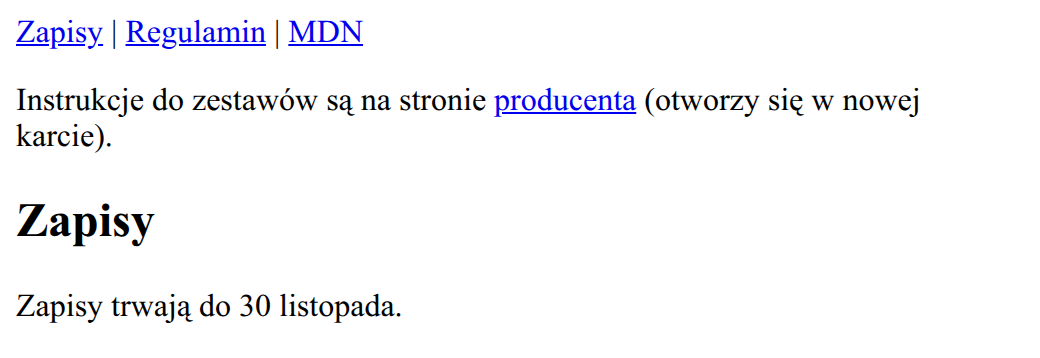 Zapisy | Regulamin | MDN
Instrukcje do zestawów są na stronie producenta (otworzy się w nowej
karcie).
Zapisy
Zapisy trwają do 30 listopada.